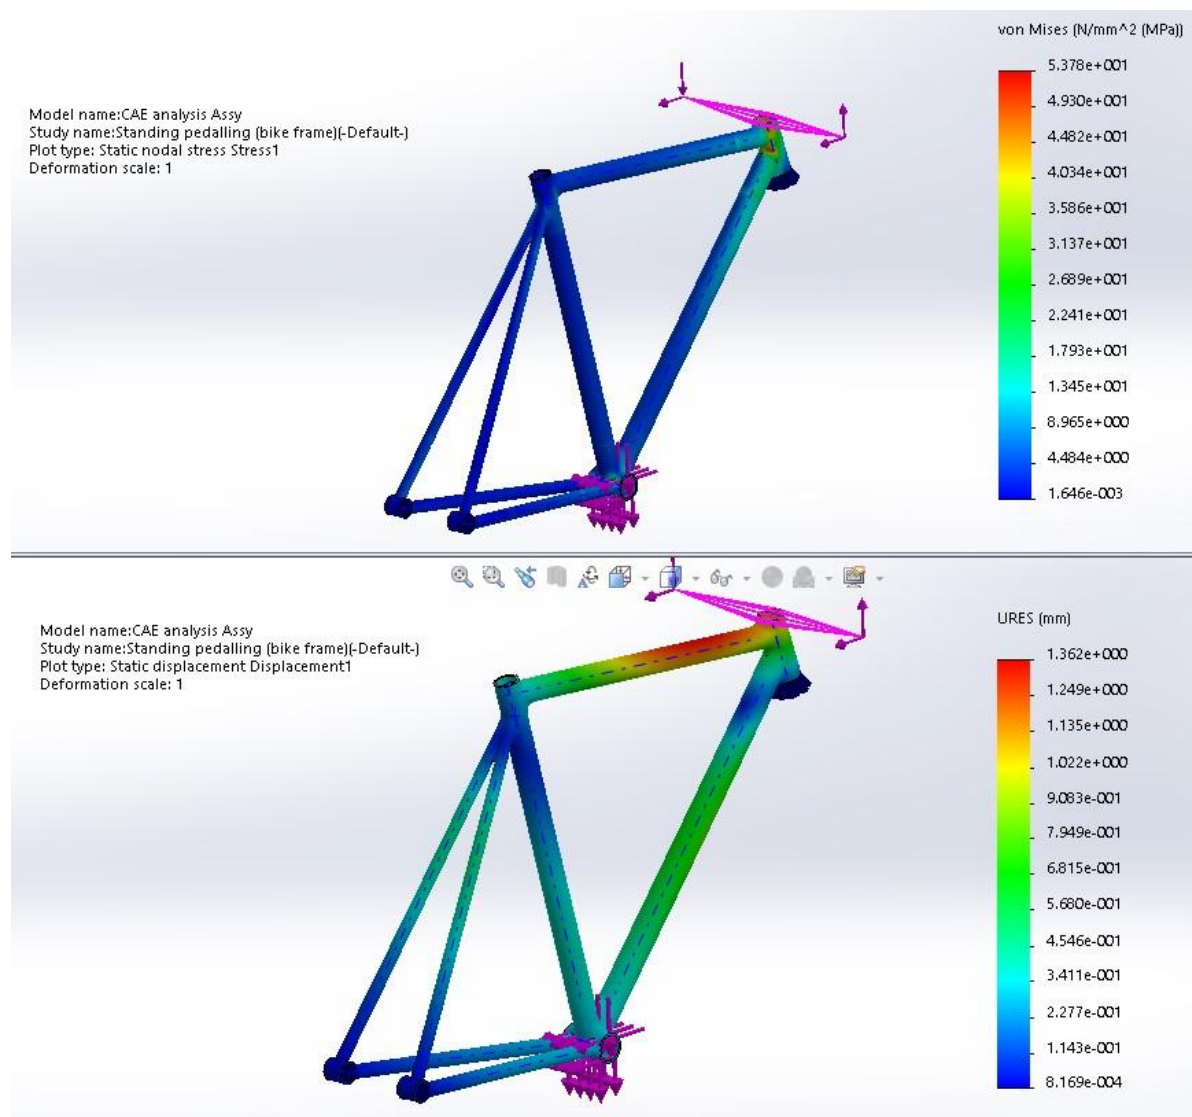 von Mises (N/mm^2 (MPa))
5.378e+001
4.930e+001
4.482e+001
4.034e+001
3.586e+001
3.137e+001
2.689e+001
2.241e+001
1.793e+001
1.345e+001
8.965e+000
4.484e+000
1.646e-003
Model name:CAE analysis Assy
Study name:Standing pedalling (bike frame)(-Default-)
Plot type: Static nodal stress Stress1
Deformation scale: 1
URES (mm)
1.362e+000
1.249e+000
1.135e+000
1.022e+000
9.083e-001
7.949e-001
6.815e-001
5.680e-001
4.546e-001
3.411e-001
2.277e-001
1.143e-001
8.169e-004
Model name:CAE analysis Assy
Study name:Standing pedalling (bike frame)(-Default-)
Plot type: Static displacement Displacement1
Deformation scale: 1